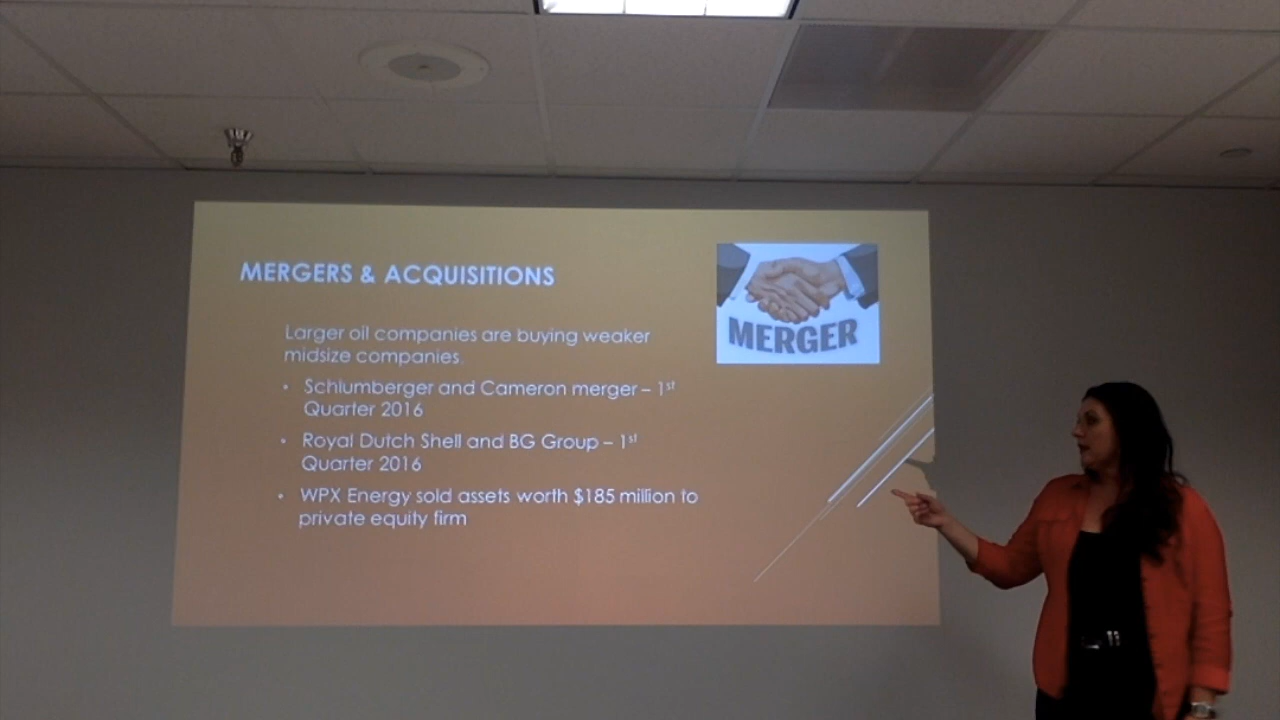 MERGERS & ACQUISITIONS
MERGER
Larger oil companies are buying weaker
midsize companies.
• Schlumberger and Cameron merger – 1st
Quarter 2016
• Royal Dutch Shell and BG Group – 1st
Quarter 2016
• WPX Energy sold assets worth $185 million to
private equity firm